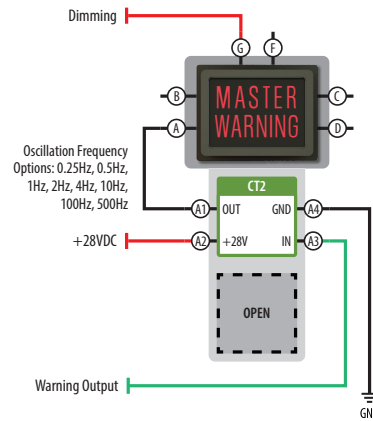 Dimming
G F
MASTER
WARNING
B C
A D
Oscillation Frequency
Options: 0.25Hz, 0.5Hz,
1Hz, 2Hz, 4Hz, 10Hz,
100Hz, 500Hz
CT2
A1 OUT GND A4
+28VDC A2 +28V IN A3
OPEN
Warning Output
GN